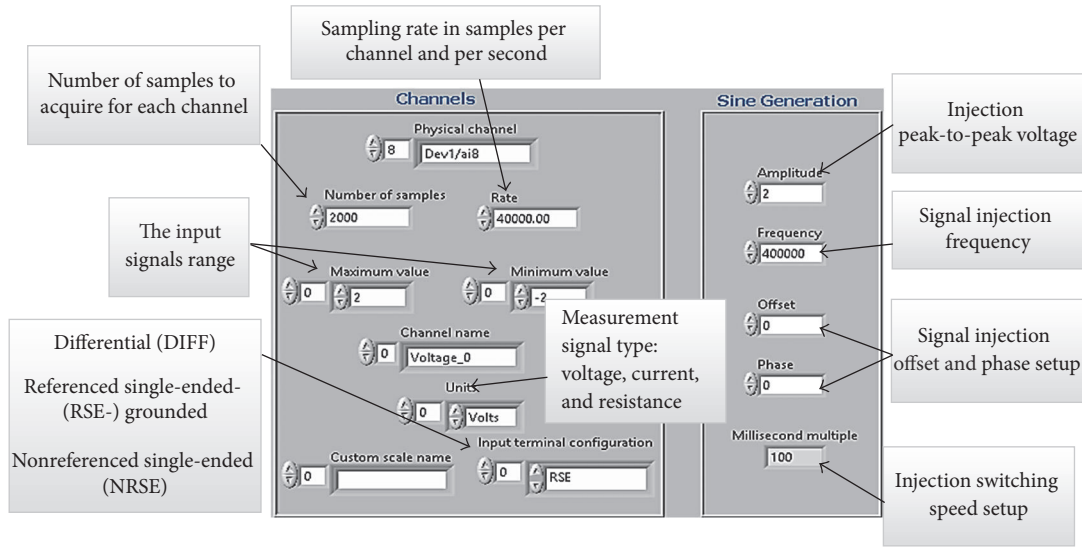 Sampling rate in samples per
channel and per second
Number of samples to
acquire for each channel
The input
signals range
Differential (DIFF)
Referenced single-ended-
(RSE-) grounded
Nonreferenced single-ended
(NRSE)
Channels
Physical channel
8
Dev1/ai8
Number of samples
2000
Rate
40000.00
Maximum value
0
2
Minimum value
0
-2
Channel name
0
Voltage_0
Units
0
Volts
Measurement
signal type:
voltage, current,
and resistance
Custom scale name
0
Input terminal configuration
0
RSE
Sine Generation
Amplitude
2
Frequency
400000
Offset
0
Phase
0
Millisecond multiple
100
Injection
peak-to-peak voltage
Signal injection
frequency
Signal injection
offset and phase setup
Injection switching
speed setup